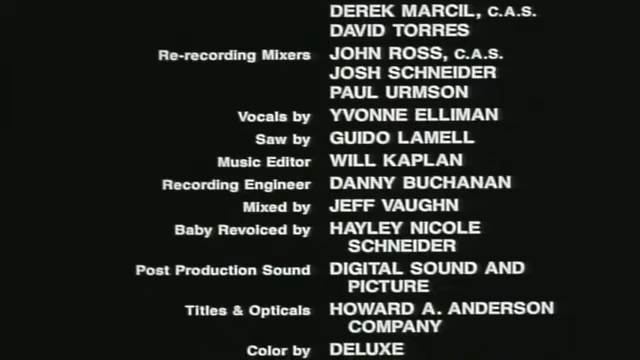 DEREK MARCIL, C.A.S.
DAVID TORRES
Re-recording Mixers JOHN ROSS, C.A.S.
JOSH SCHNEIDER
PAUL URMSON
Vocals by YVONNE ELLIMAN
Saw by GUIDO LAMELL
Music Editor WILL KAPLAN
Recording Engineer DANNY BUCHANAN
Mixed by JEFF VAUGHN
Baby Revoiced by HAYLEY NICOLE
SCHNEIDER
Post Production Sound DIGITAL SOUND AND
PICTURE
Titles & Opticals HOWARD A. ANDERSON
COMPANY
Color by DELUXE